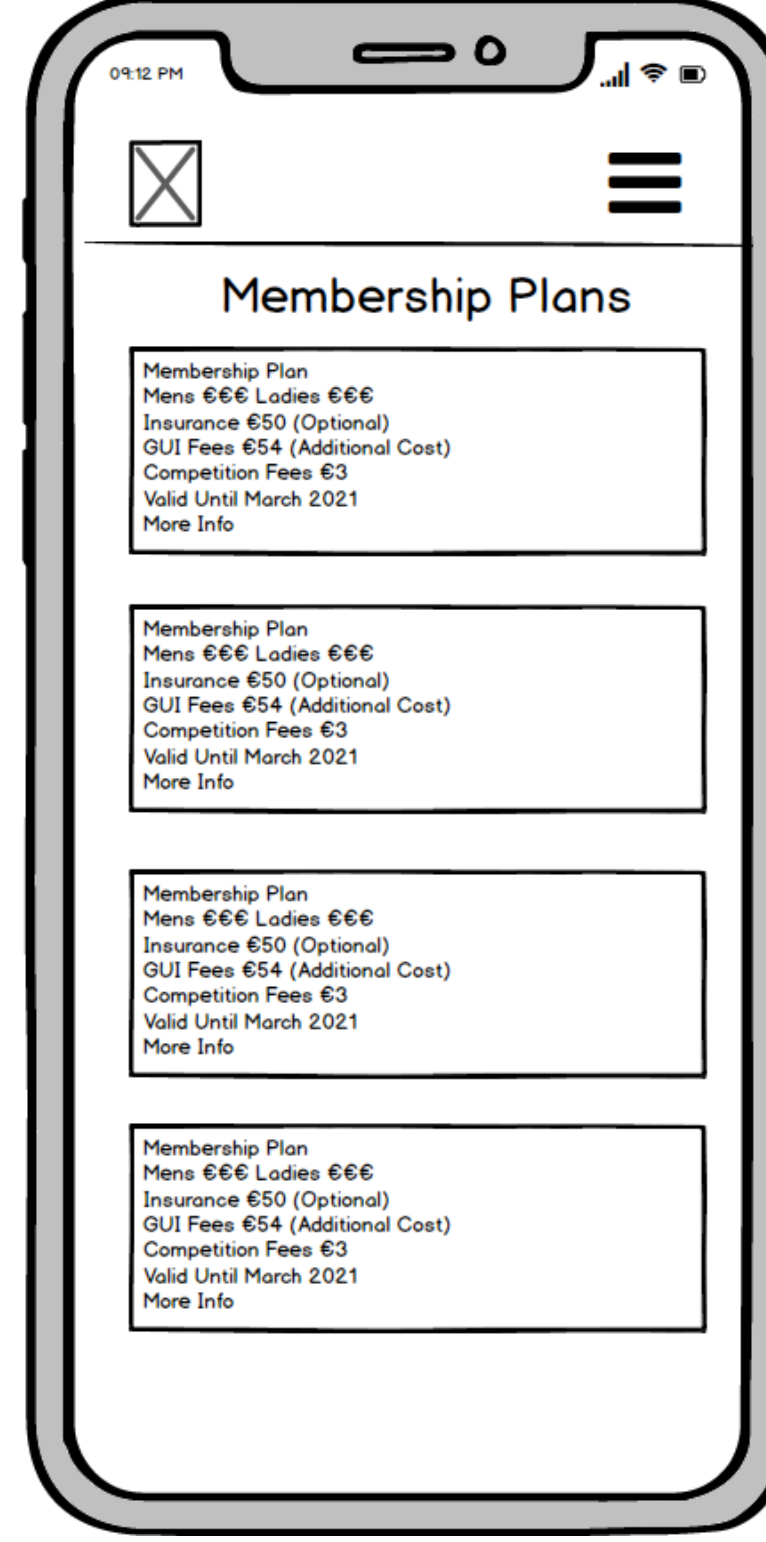 09:12 PM
Membership Plans
Membership Plan
Mens €€€ Ladies €€€
Insurance €50 (Optional)
GUI Fees €54 (Additional Cost)
Competition Fees €3
Valid Until March 2021
More Info
Membership Plan
Mens €€€ Ladies €€€
Insurance €50 (Optional)
GUI Fees €54 (Additional Cost)
Competition Fees €3
Valid Until March 2021
More Info
Membership Plan
Mens €€€ Ladies €€€
Insurance €50 (Optional)
GUI Fees €54 (Additional Cost)
Competition Fees €3
Valid Until March 2021
More Info
Membership Plan
Mens €€€ Ladies €€€
Insurance €50 (Optional)
GUI Fees €54 (Additional Cost)
Competition Fees €3
Valid Until March 2021
More Info